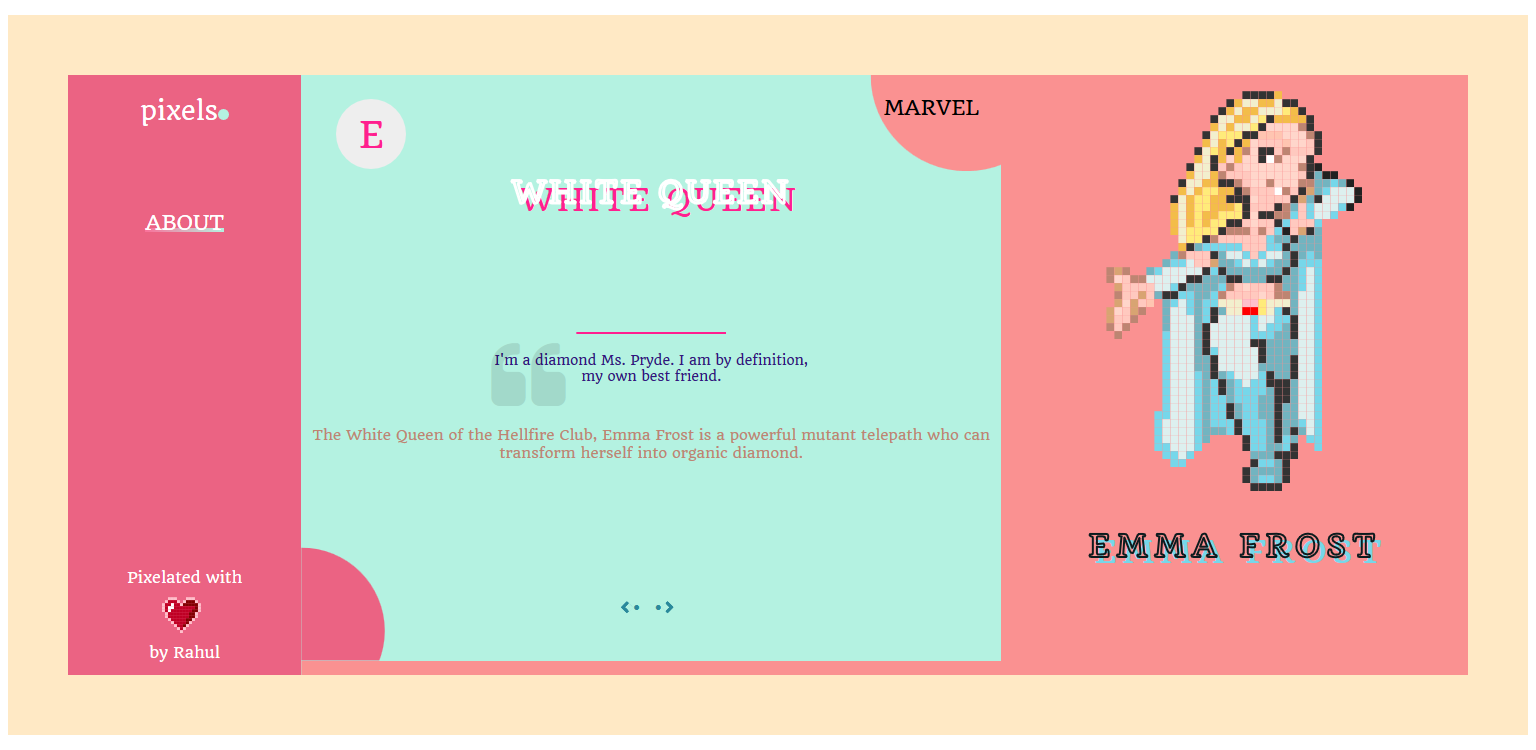 pixels
ABOUT
Pixelated with
by Rahul
E
MARVEL
WHITE QUEEN
I'm a diamond Ms. Pryde. I am by definition,
my own best friend.
The White Queen of the Hellfire Club, Emma Frost is a powerful mutant telepath who can
transform herself into organic diamond.
EMMA FROST